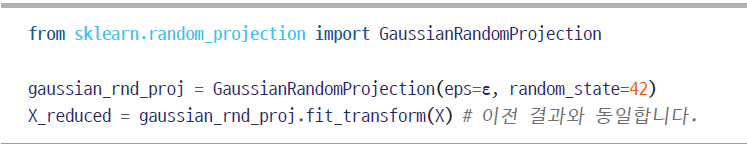 from sklearn.random_projection import GaussianRandomProjection
gaussian_rnd_proj = GaussianRandomProjection(eps=ε, random_state=42)
X_reduced = gaussian_rnd_proj.fit_transform(X) # 이전 결과와 동일합니다.